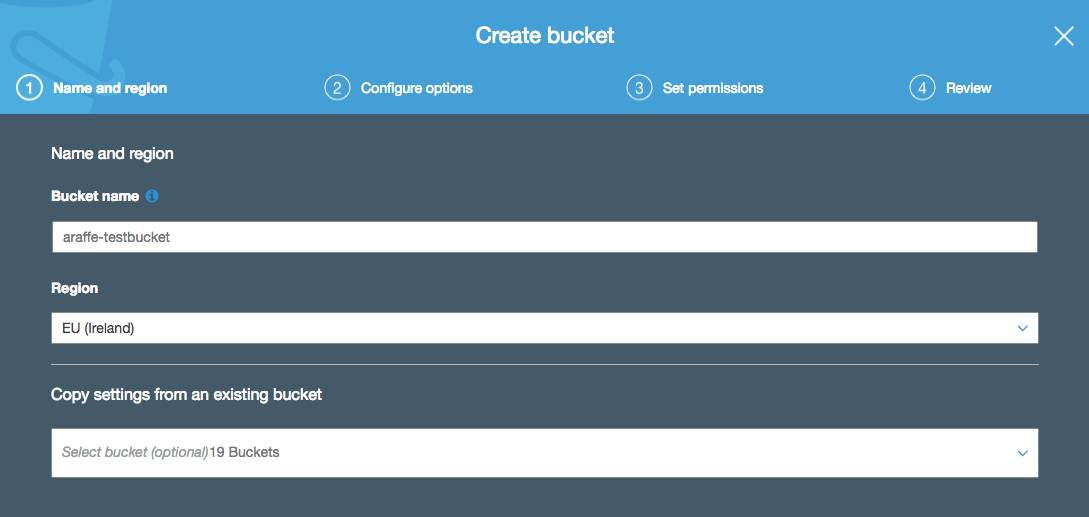 Create bucket
1 Name and region
2 Configure options
3 Set permissions
4 Review
Name and region
Bucket name i
araffe-testbucket
Region
EU (Ireland)
Copy settings from an existing bucket
Select bucket (optional)19 Buckets